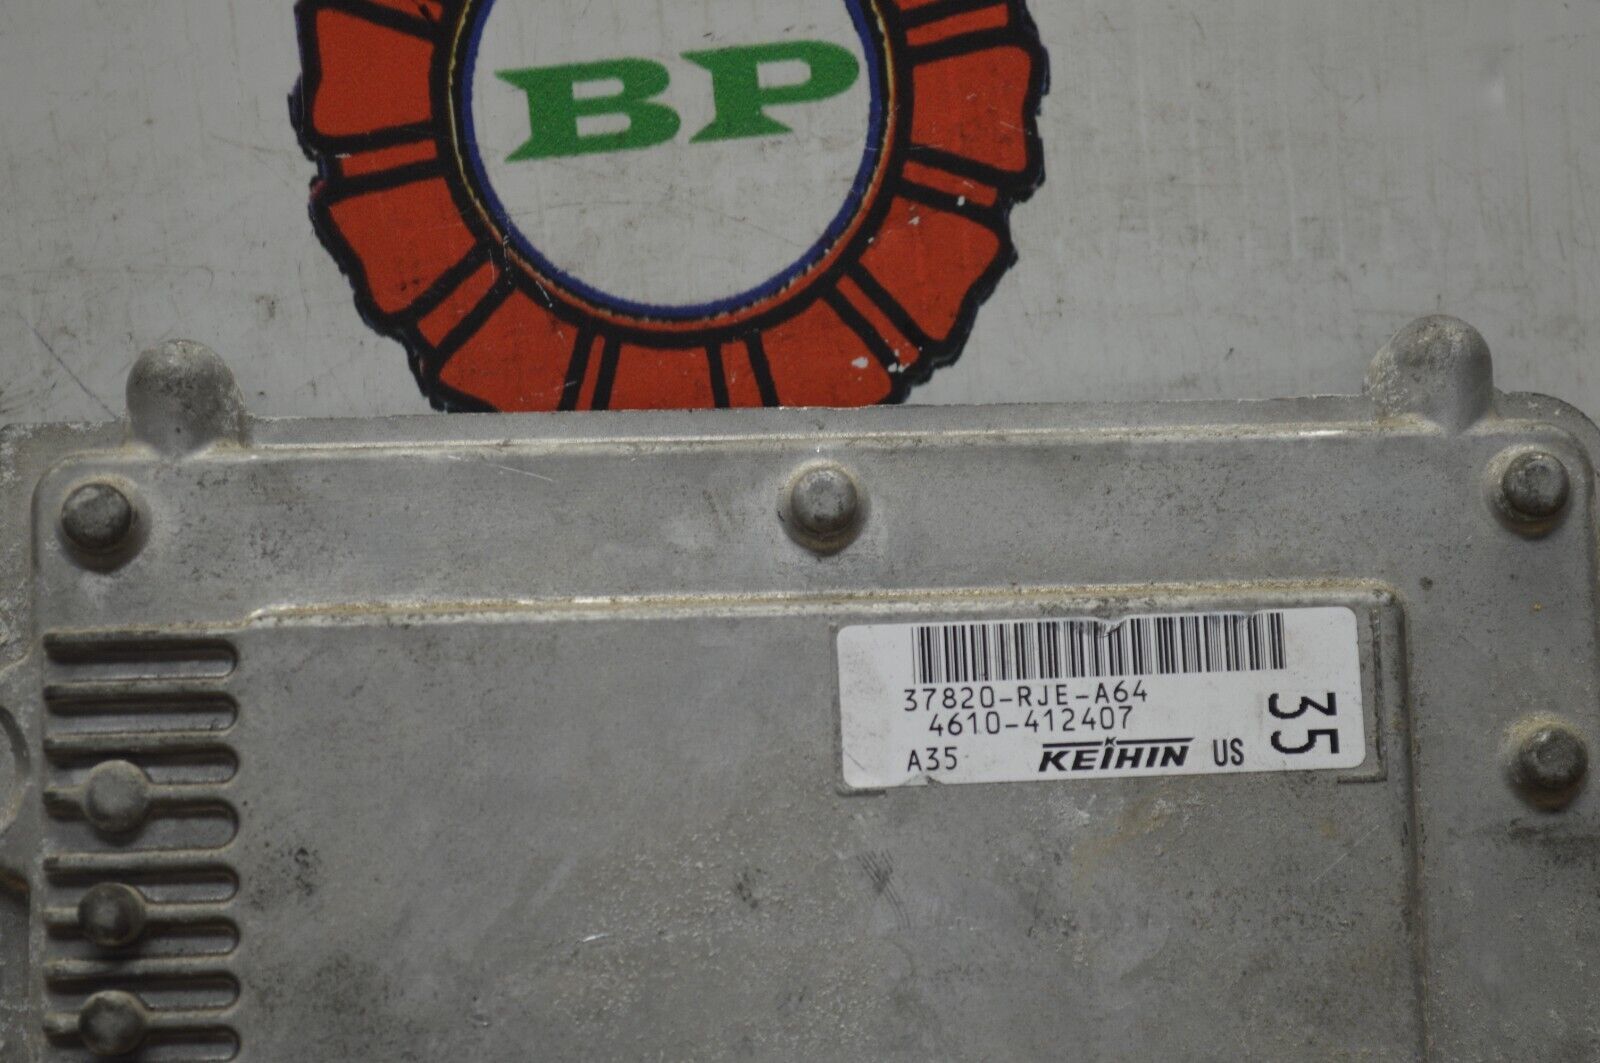 BP
37820-RJE-A64
4610-412407
A35 KEIHIN US
35